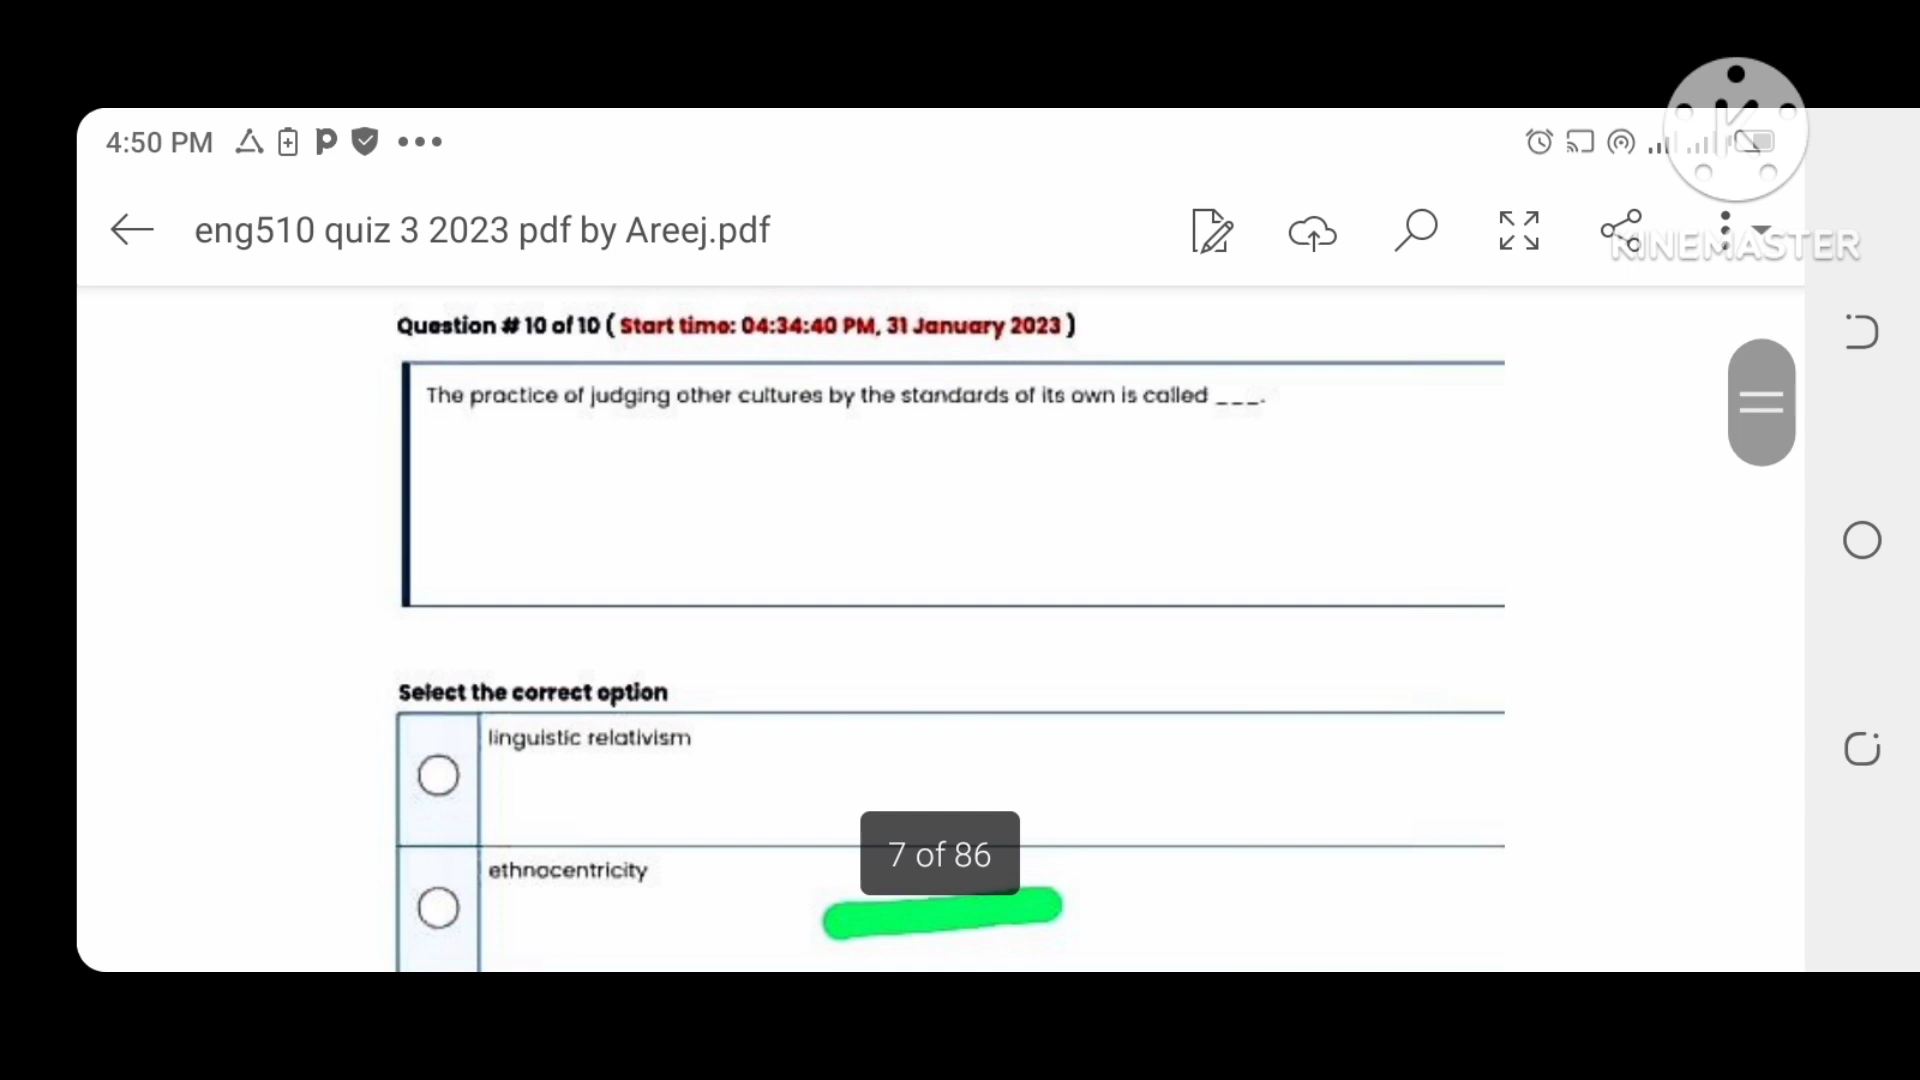 4:50 PM
eng510 quiz 3 2023 pdf by Areej.pdf
KINEMASTER
Question # 10 of 10 ( Start time: 04:34:40 PM, 31 January 2023 )
The practice of judging other cultures by the standards of its own is called ___.
Select the correct option
linguistic relativism
7 of 86
ethnocentricity